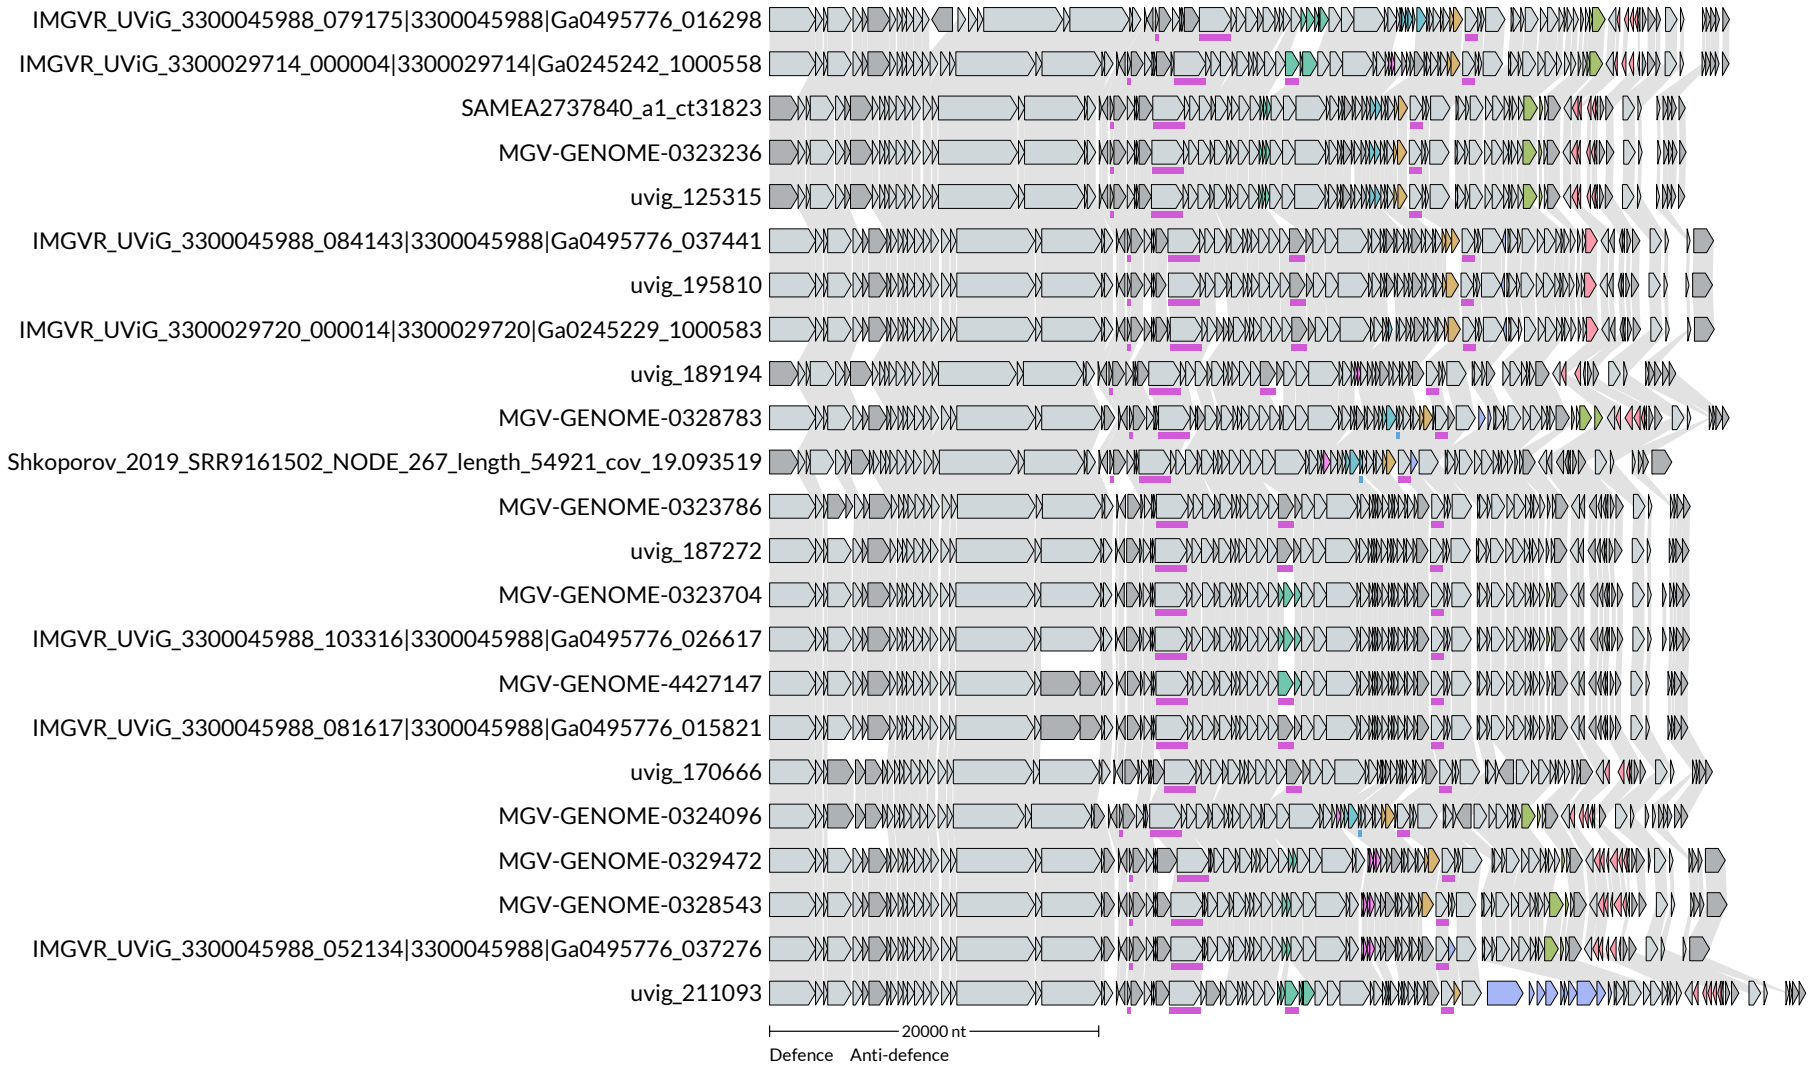 IMGVR_UViG_3300045988_079175|3300045988|Ga0495776_016298
IMGVR_UViG_3300029714_000004|3300029714|Ga0245242_1000558
SAMEA2737840_a1_ct31823
MGV-GENOME-0323236
uvig_125315
IMGVR_UViG_3300045988_084143|3300045988|Ga0495776_037441
uvig_195810
IMGVR_UViG_3300029720_000014|3300029720|Ga0245229_1000583
uvig_189194
MGV-GENOME-0328783
Shkoporov_2019_SRR9161502_NODE_267_length_54921_cov_19.093519
MGV-GENOME-0323786
uvig_187272
MGV-GENOME-0323704
IMGVR_UViG_3300045988_103316|3300045988|Ga0495776_026617
MGV-GENOME-4427147
IMGVR_UViG_3300045988_081617|3300045988|Ga0495776_015821
uvig_170666
MGV-GENOME-0324096
MGV-GENOME-0329472
MGV-GENOME-0328543
IMGVR_UViG_3300045988_052134|3300045988|Ga0495776_037276
uvig_211093
20000 nt
Defence Anti-defence